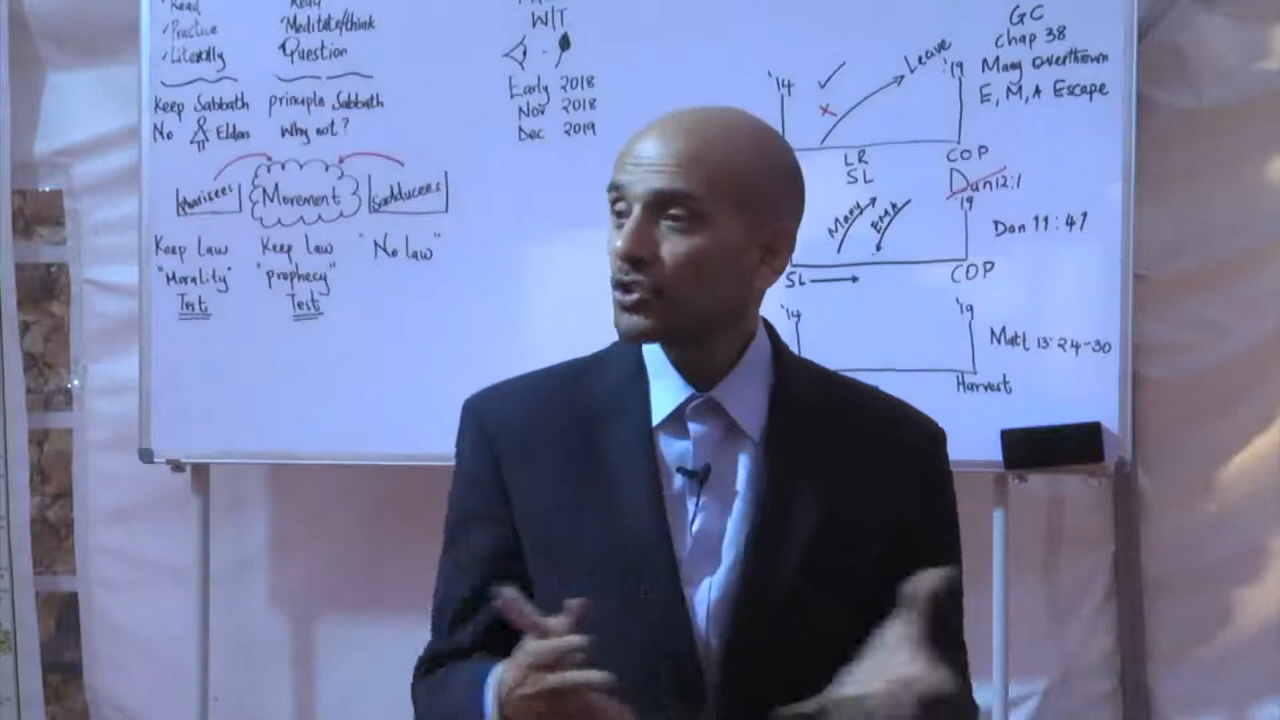 Read
✓Practice
✓Literally
Keep Sabbath
No Elder
Read
Meditate/think
Question
principle Sabbath
Why not?
Pharisees
Movement
Sadducees
Keep Law
"Morality"
Test
Keep Law
"prophecy"
Test
"No law"
W/T
Early 2018
Nov 2018
Dec 2019
'14
✓
x
Leave
'19
LR
SL
COP
GC
Chap 38
Many Overthrown
E, M, A Escape
Dan 12:1
19
Many
EMA
SL
COP
Dan 11:41
'14
'19
Harvest
Matt 13:24-30